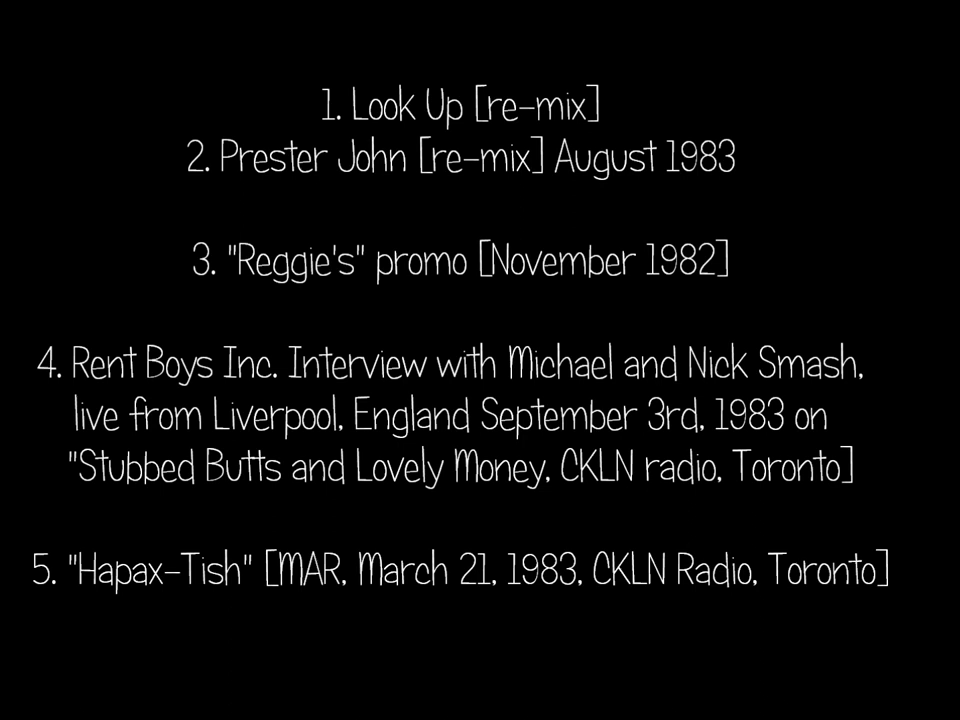 1. Look Up [re-mix]
2. Prester John [re-mix] August 1983
3. "Reggie's" promo [November 1982]
4. Rent Boys Inc. Interview with Michael and Nick Smash,
live from Liverpool, England September 3rd, 1983 on
"Stubbed Butts and Lovely Money, CKLN radio, Toronto]
5. "Hapax-Tish" [MAR, March 21, 1983, CKLN Radio, Toronto]